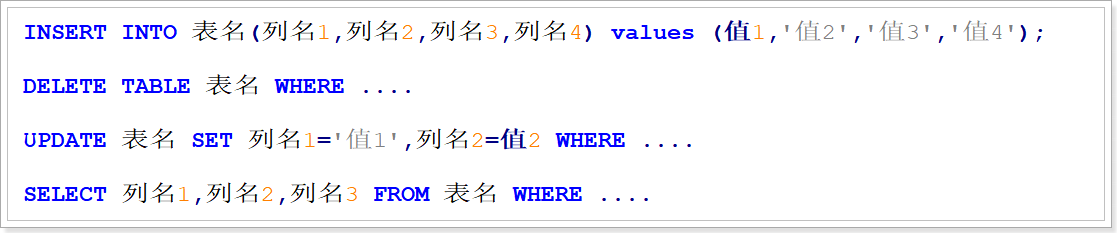 INSERT INTO 表名(列名1,列名2,列名3,列名4) values (值1,'值2','值3','值4');
DELETE TABLE 表名 WHERE ....
UPDATE 表名 SET 列名1='值1',列名2=值2 WHERE ....
SELECT 列名1,列名2,列名3 FROM 表名 WHERE ....